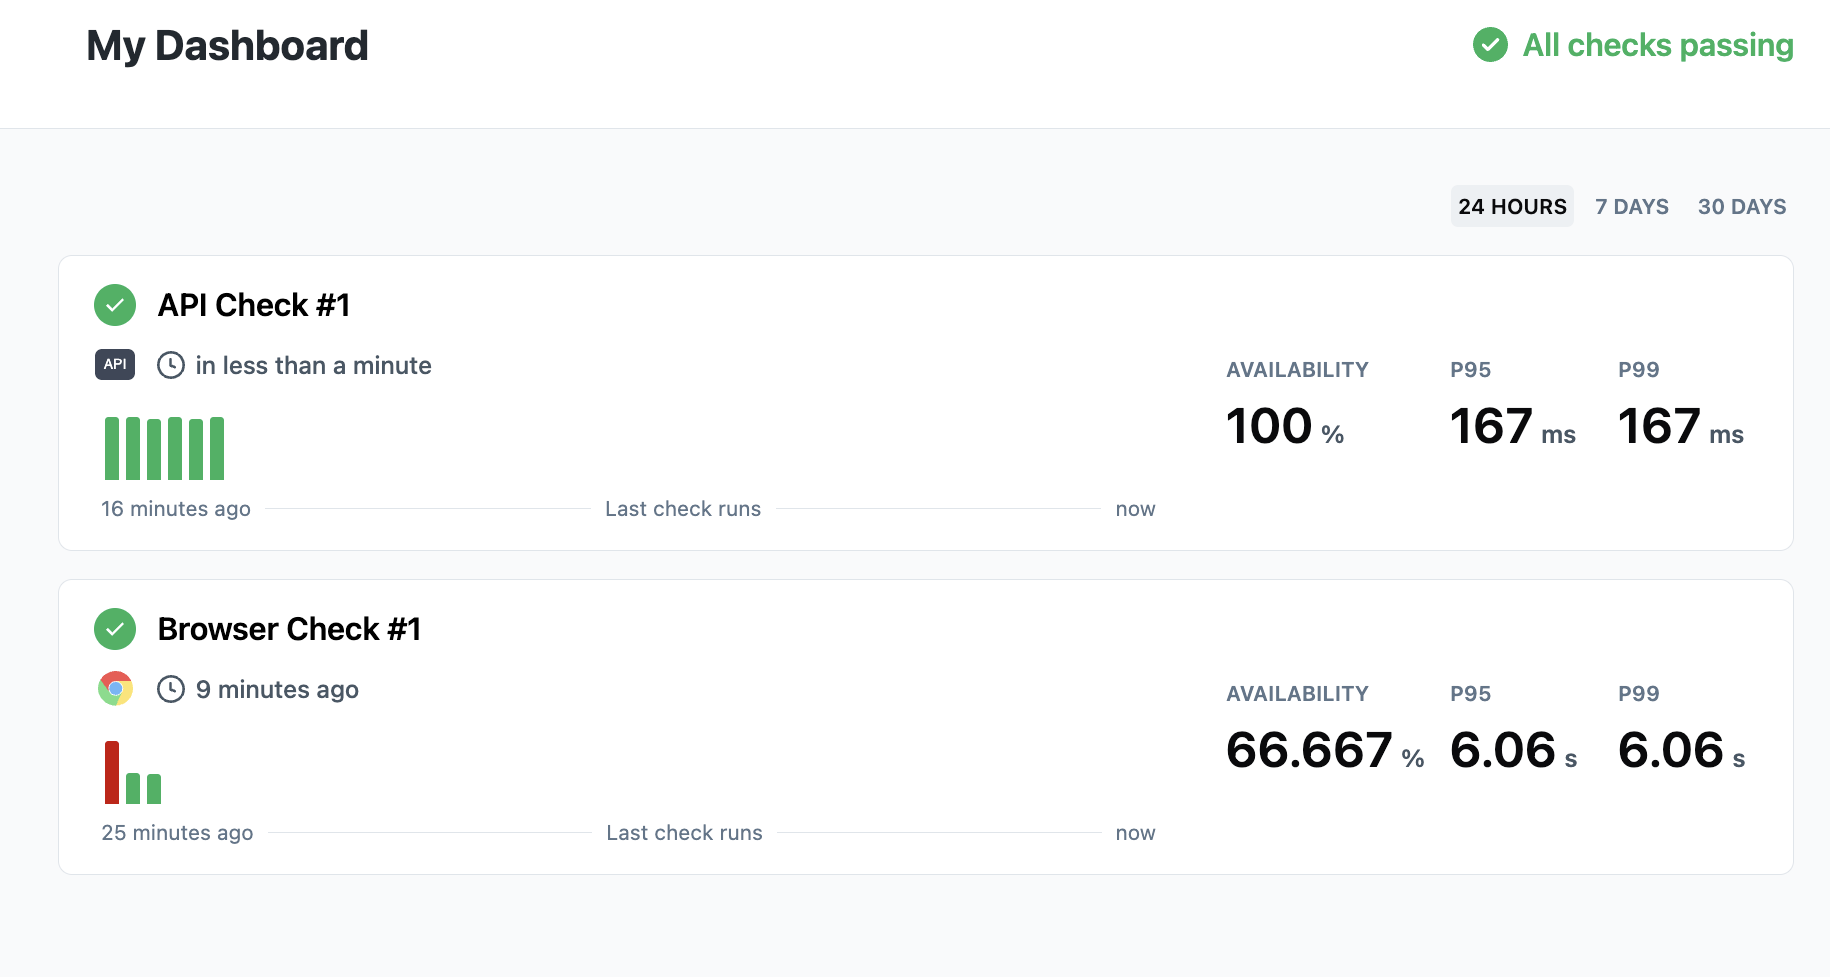 My Dashboard
All checks passing
24 HOURS 7 DAYS 30 DAYS
API Check #1
API in less than a minute
AVAILABILITY P95 P99
100 % 167 ms 167 ms
16 minutes ago Last check runs now
Browser Check #1
9 minutes ago
AVAILABILITY P95 P99
66.667 % 6.06 s 6.06 s
25 minutes ago Last check runs now